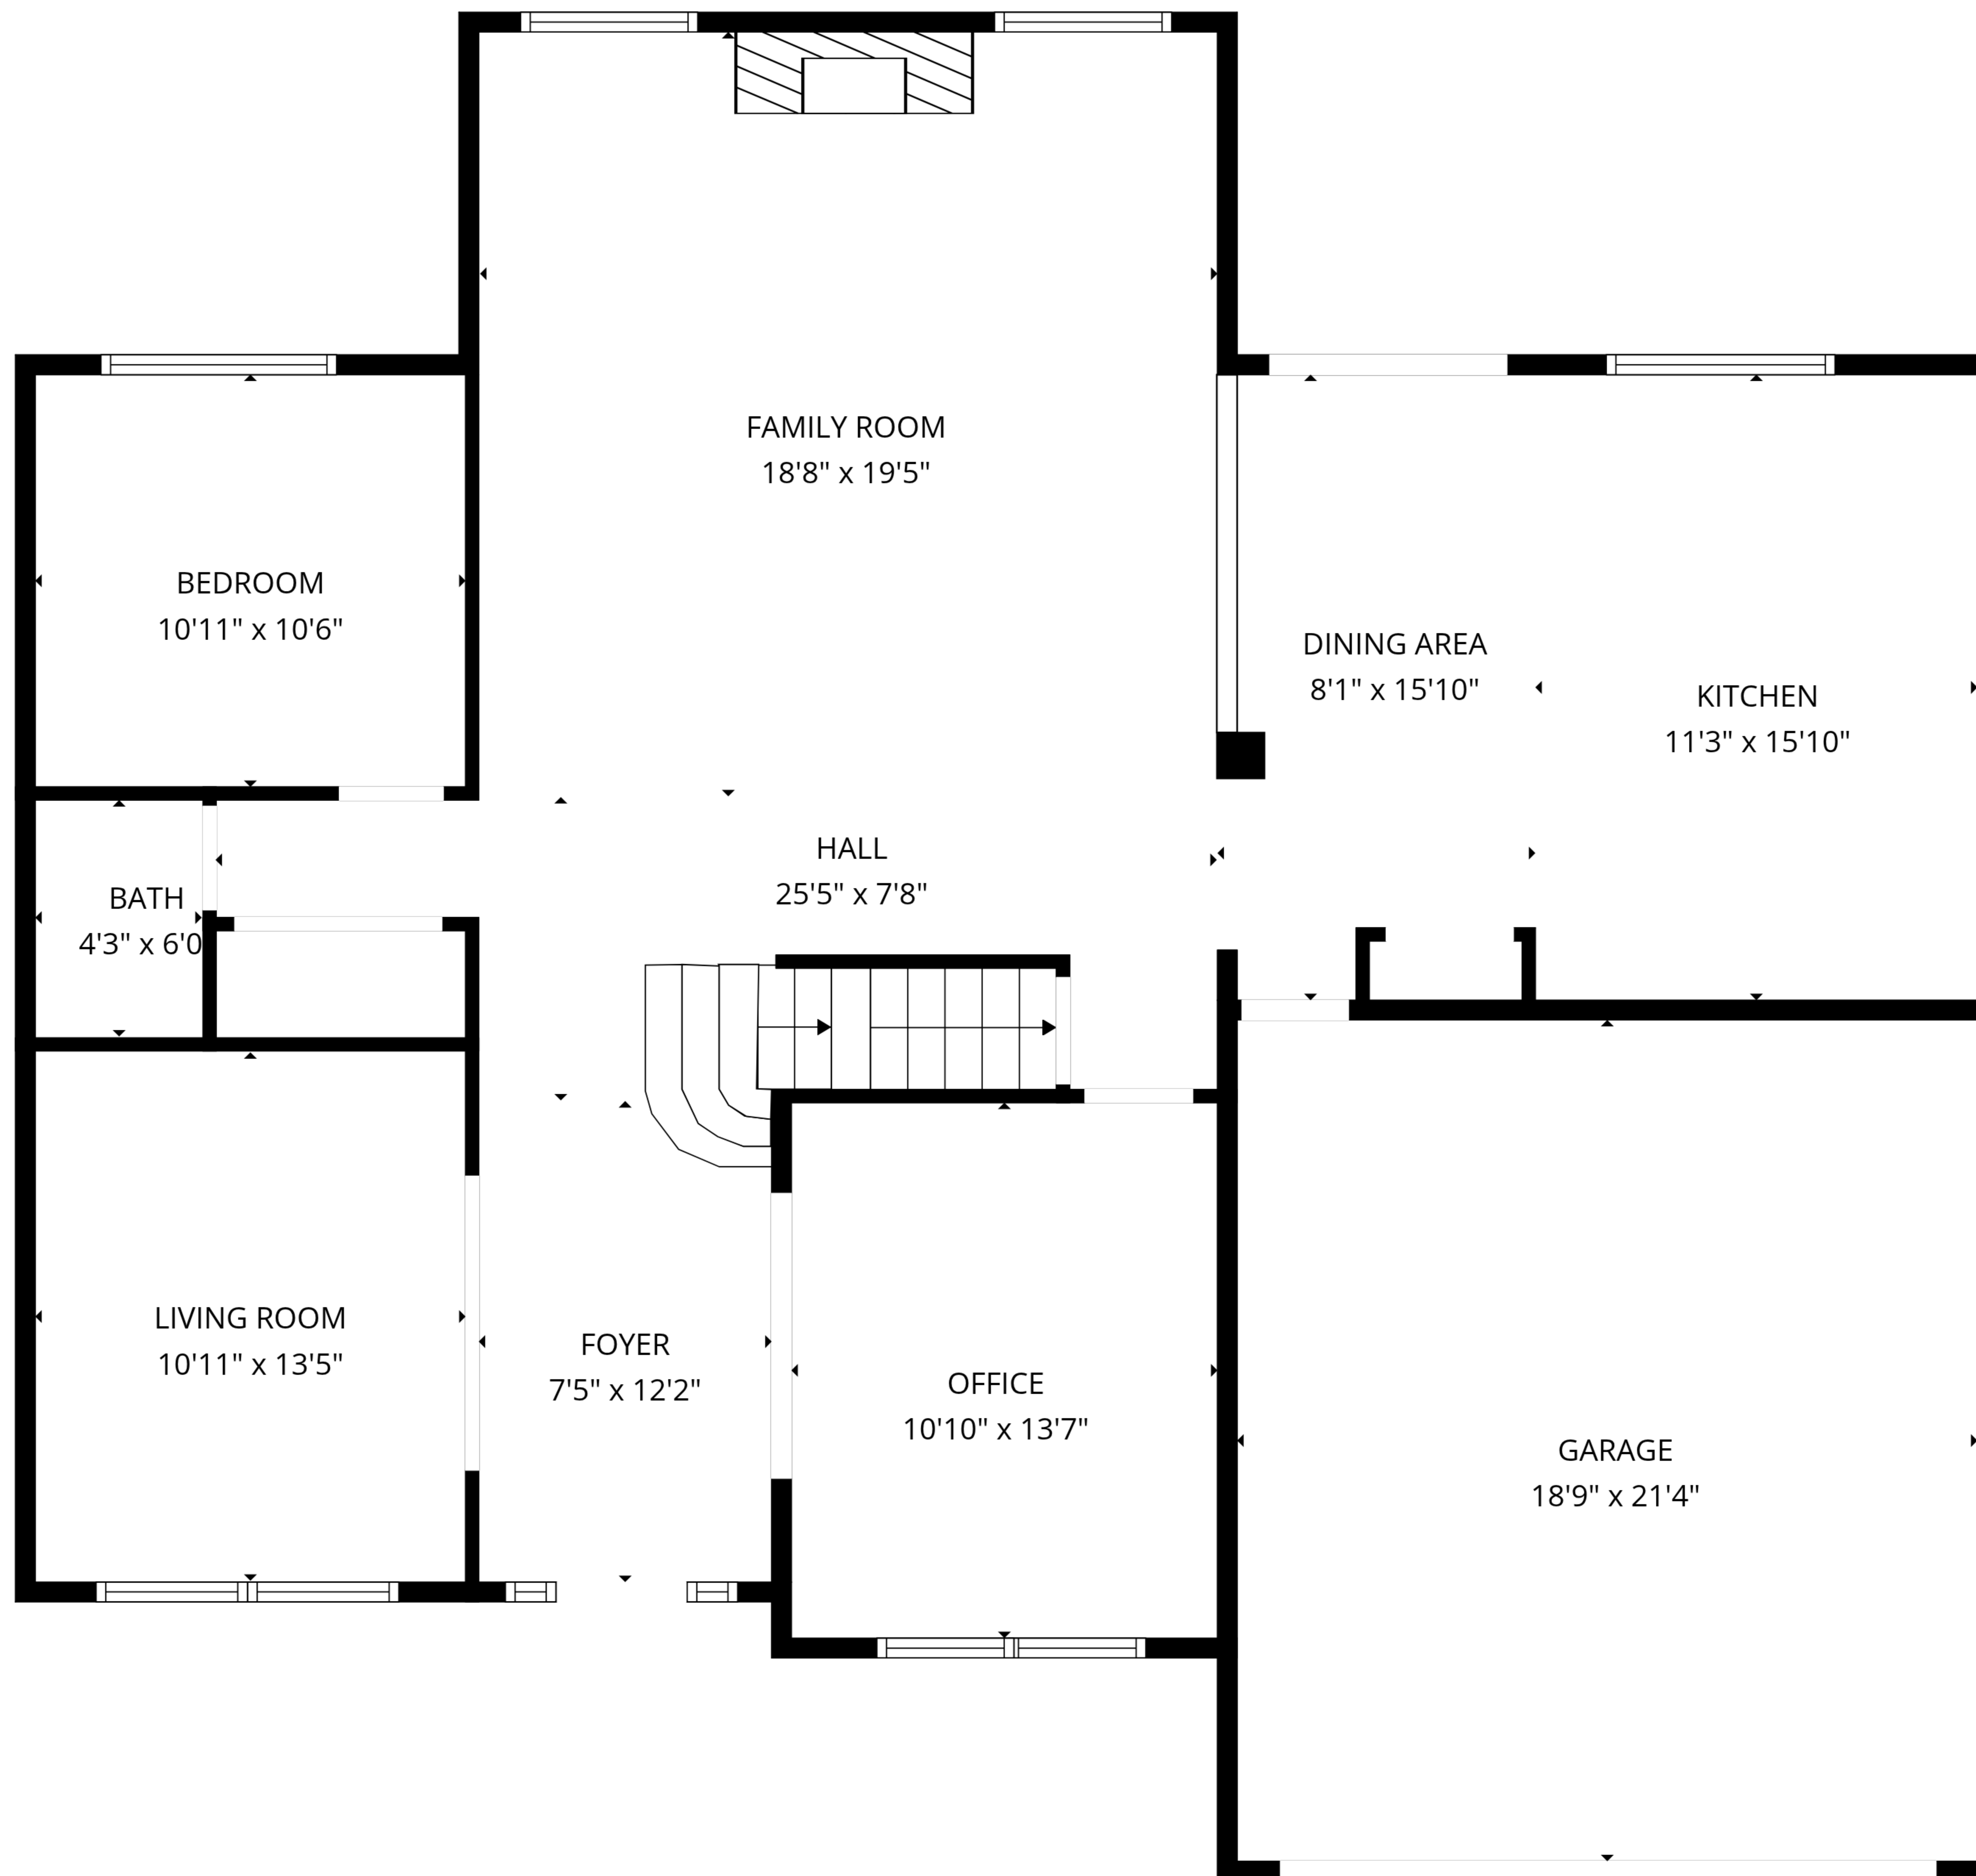 FAMILY ROOM
18'8" x 19'5"
BEDROOM
10'11" x 10'6"
DINING AREA
8'1" x 15'10"
KITCHEN
11'3" x 15'10"
HALL
25'5" x 7'8"
BATH
4'3" x 6'0
LIVING ROOM
10'11" x 13'5"
FOYER
7'5" x 12'2"
OFFICE
10'10" x 13'7"
GARAGE
18'9" x 21'4"